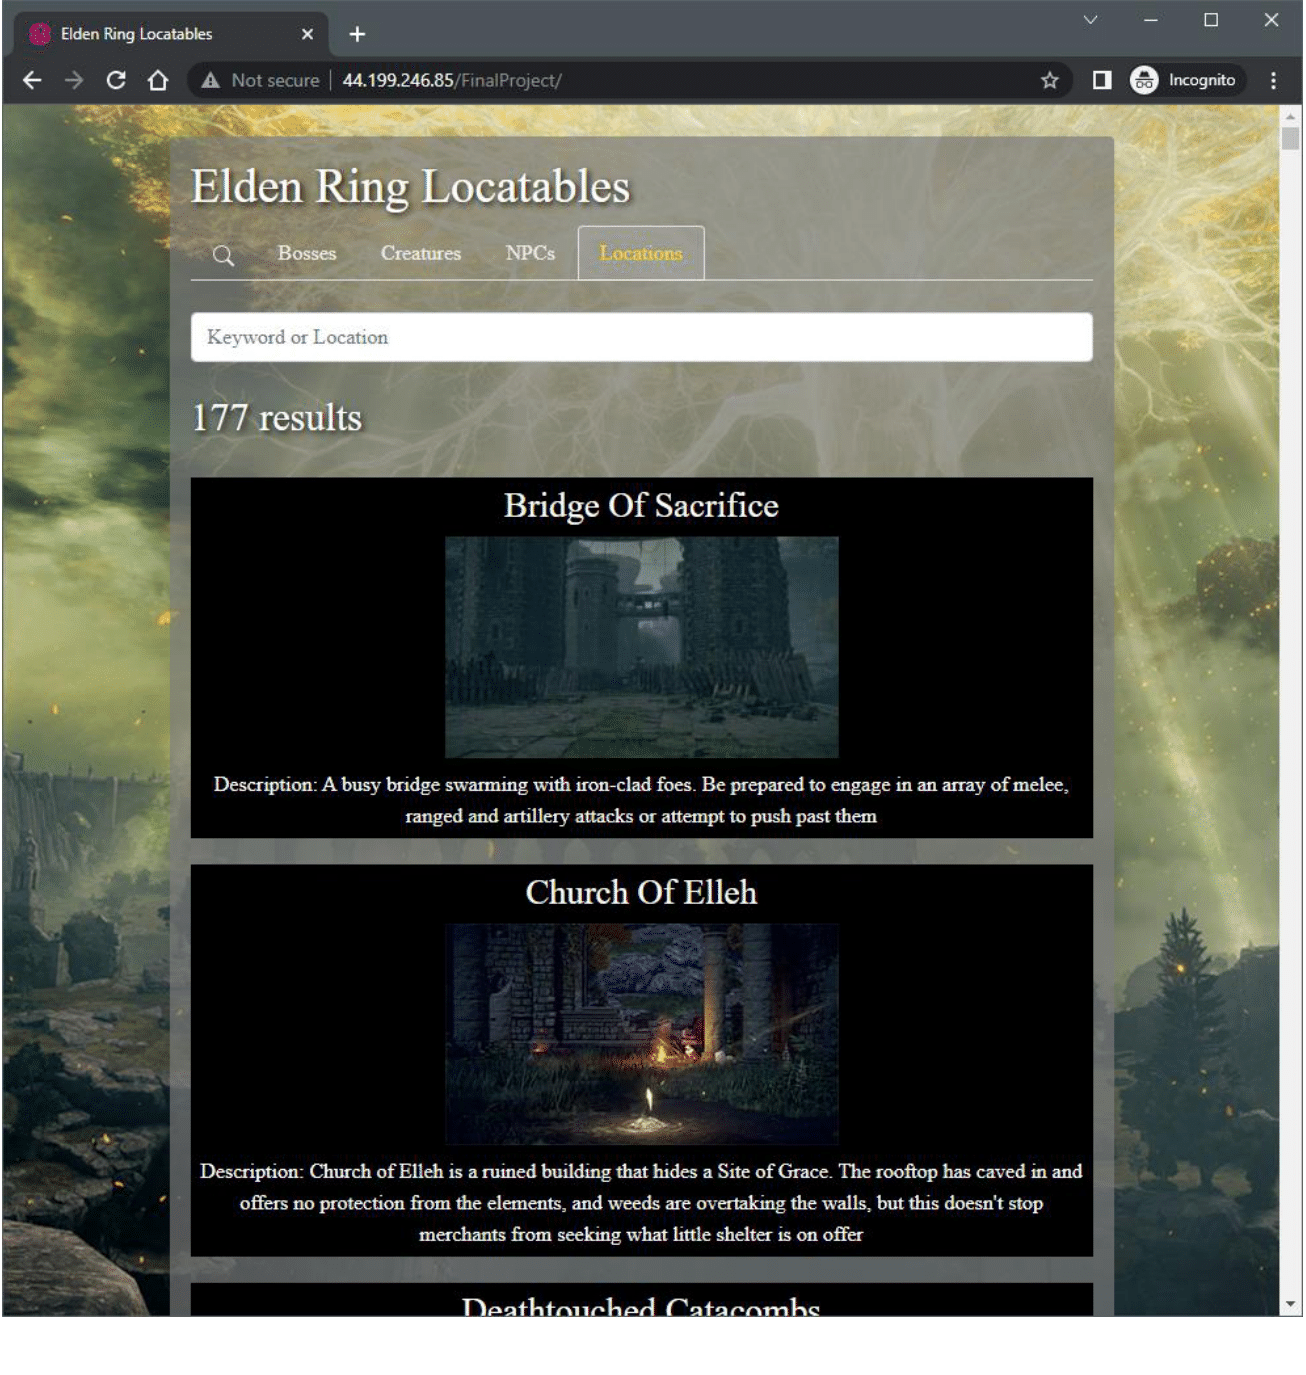 Elden Ring Locatables
Not secure | 44.199.246.85/FinalProject/
Incognito
Elden Ring Locatables
Bosses Creatures NPCs Locations
Keyword or Location
177 results
Bridge Of Sacrifice
Description: A busy bridge swarming with iron-clad foes. Be prepared to engage in an array of melee,
ranged and artillery attacks or attempt to push past them
Church Of Elleh
Description: Church of Elleh is a ruined building that hides a Site of Grace. The rooftop has caved in and
offers no protection from the elements, and weeds are overtaking the walls, but this doesn't stop
merchants from seeking what little shelter is on offer
Deathtouched Catacombs